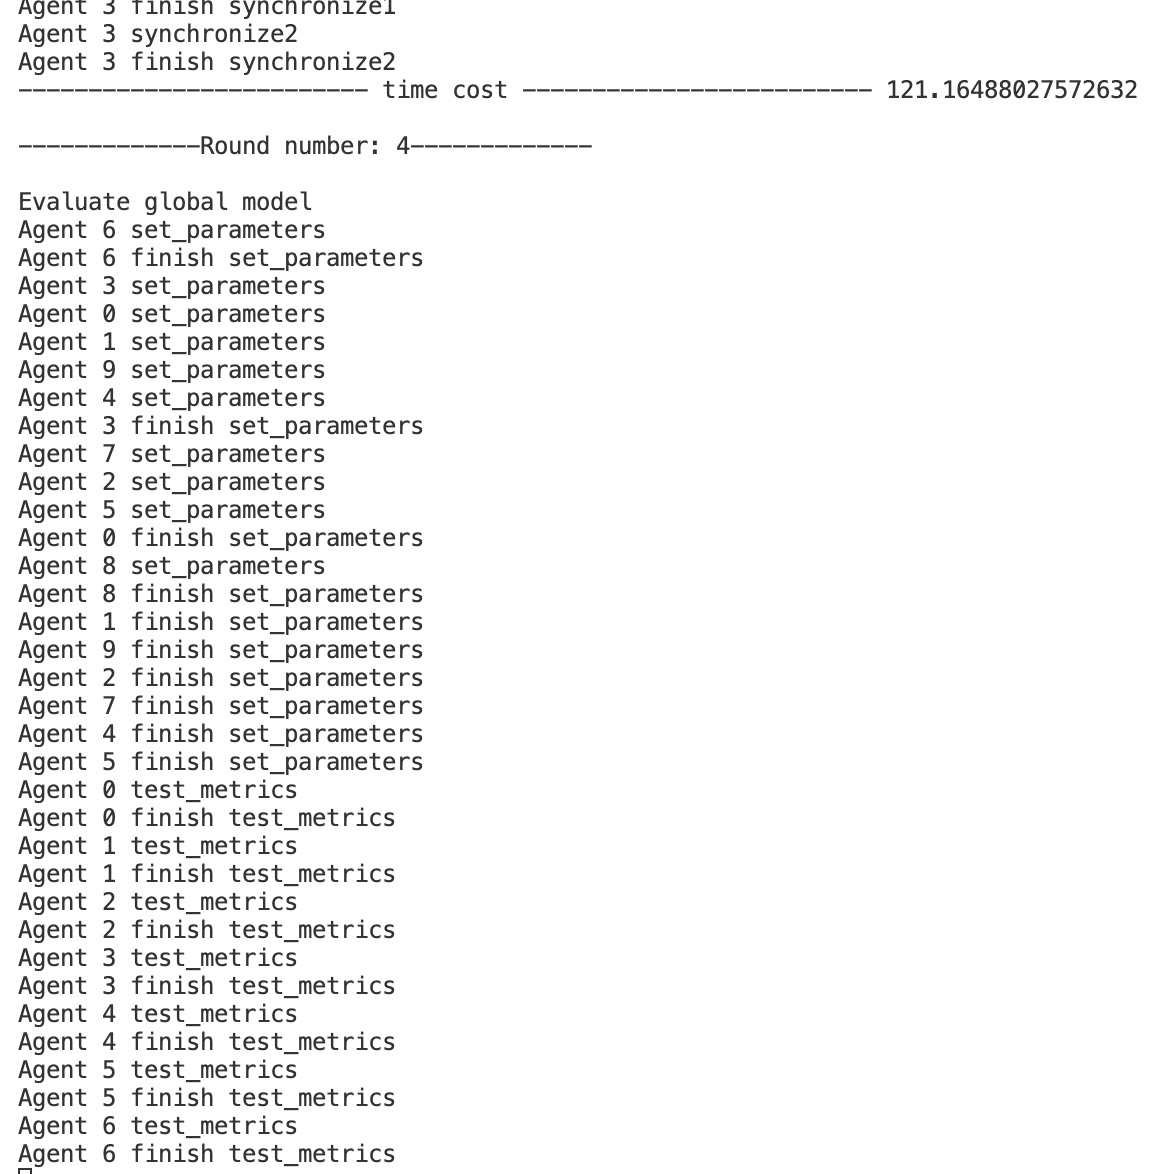 Agent 3 finish synchronize1
Agent 3 synchronize2
Agent 3 finish synchronize2
------------------------- time cost ------------------------- 121.16488027572632
-------------Round number: 4-------------
Evaluate global model
Agent 6 set_parameters
Agent 6 finish set_parameters
Agent 3 set_parameters
Agent 0 set_parameters
Agent 1 set_parameters
Agent 9 set_parameters
Agent 4 set_parameters
Agent 3 finish set_parameters
Agent 7 set_parameters
Agent 2 set_parameters
Agent 5 set_parameters
Agent 0 finish set_parameters
Agent 8 set_parameters
Agent 8 finish set_parameters
Agent 1 finish set_parameters
Agent 9 finish set_parameters
Agent 2 finish set_parameters
Agent 7 finish set_parameters
Agent 4 finish set_parameters
Agent 5 finish set_parameters
Agent 0 test_metrics
Agent 0 finish test_metrics
Agent 1 test_metrics
Agent 1 finish test_metrics
Agent 2 test_metrics
Agent 2 finish test_metrics
Agent 3 test_metrics
Agent 3 finish test_metrics
Agent 4 test_metrics
Agent 4 finish test_metrics
Agent 5 test_metrics
Agent 5 finish test_metrics
Agent 6 test_metrics
Agent 6 finish test_metrics